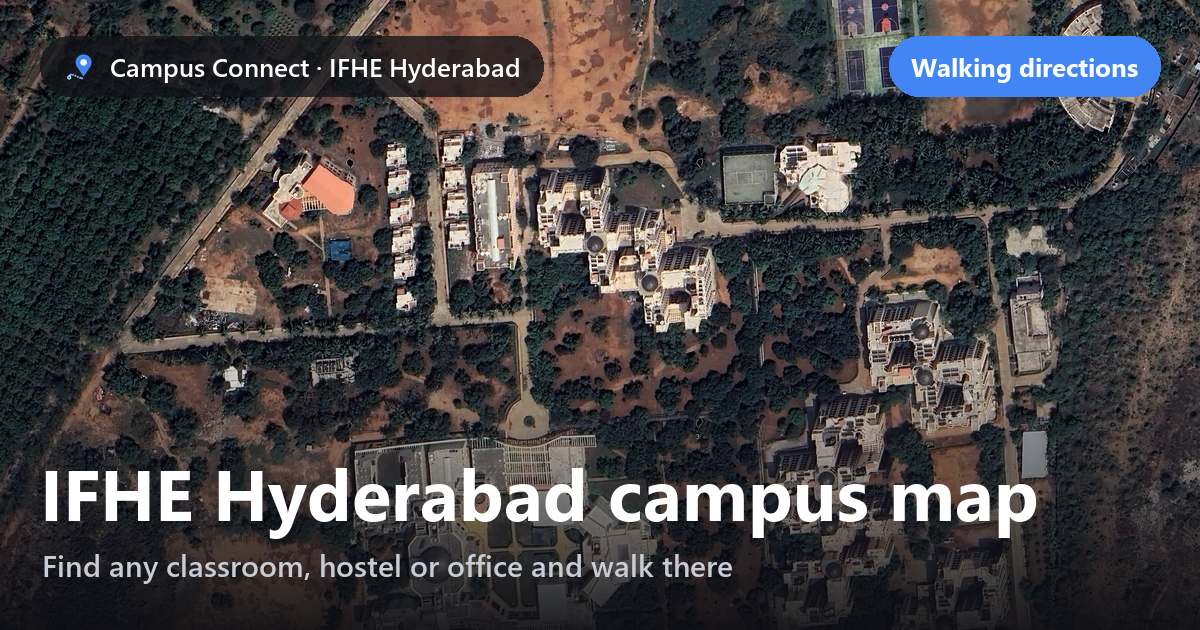 Campus Connect · IFHE Hyderabad
Walking directions
IFHE Hyderabad campus map
Find any classroom, hostel or office and walk there